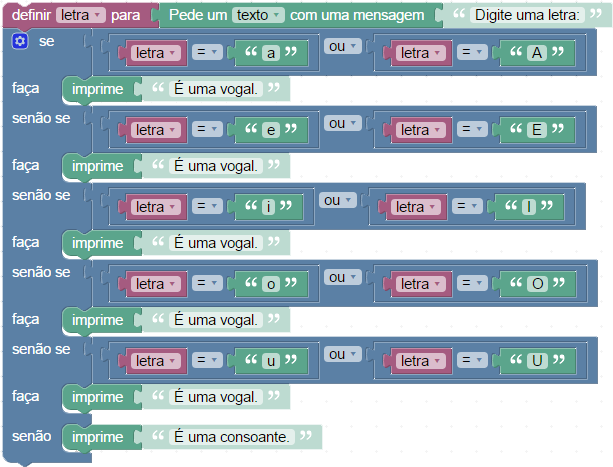 definir letra para Pede um texto com uma mensagem “ Digite uma letra: ”
se letra = “ a ” ou letra = “ A ”
faça imprime “ É uma vogal. ”
senão se letra = “ e ” ou letra = “ E ”
faça imprime “ É uma vogal. ”
senão se letra = “ i ” ou letra = “ I ”
faça imprime “ É uma vogal. ”
senão se letra = “ o ” ou letra = “ O ”
faça imprime “ É uma vogal. ”
senão se letra = “ u ” ou letra = “ U ”
faça imprime “ É uma vogal. ”
senão imprime “ É uma consoante. ”